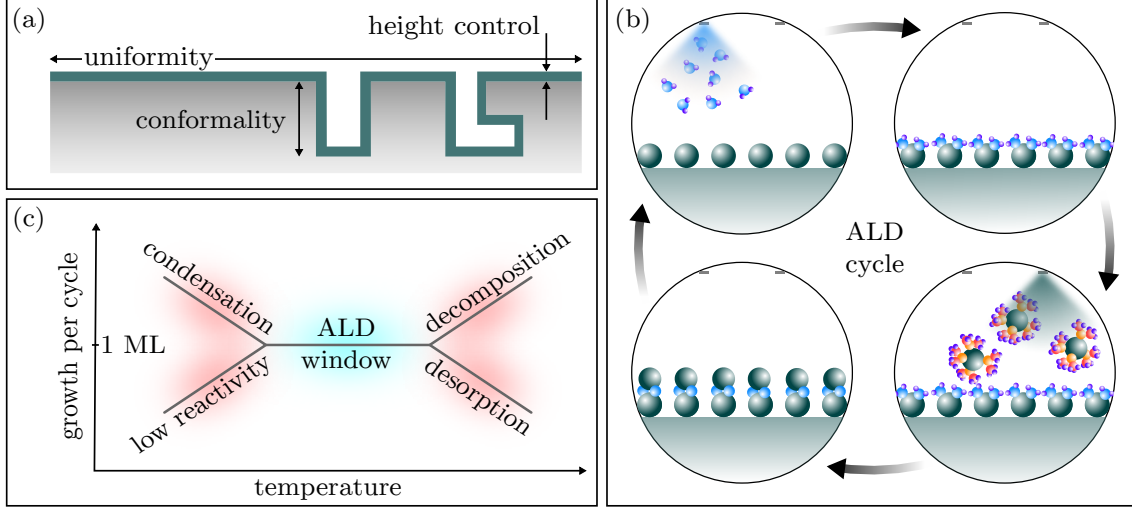 (a)
height control
uniformity
conformality
(b)
ALD
cycle
(c)
growth per cycle
1 ML
condensation
low reactivity
ALD
window
decomposition
desorption
temperature